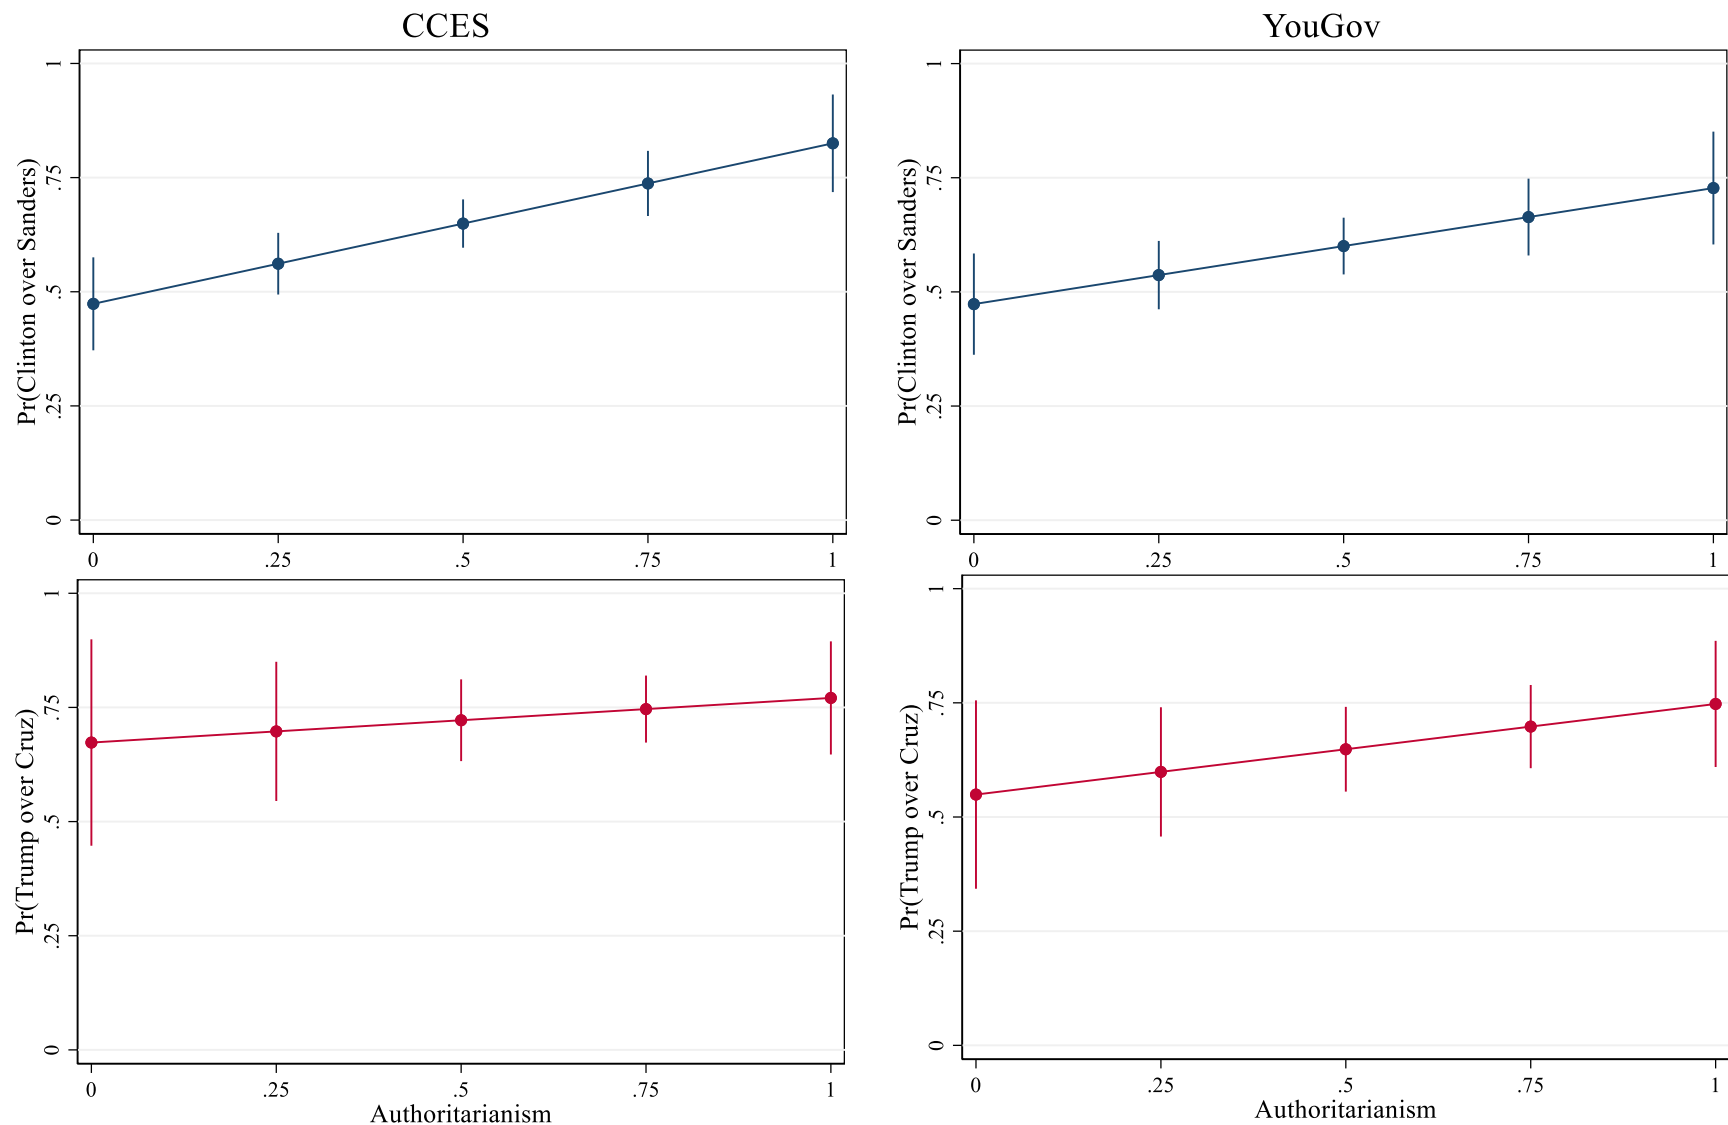 CCES
Pr(Clinton over Sanders)
1
.75
.5
.25
0
0 .25 .5 .75 1
YouGov
Pr(Clinton over Sanders)
1
.75
.5
.25
0
0 .25 .5 .75 1
Pr(Trump over Cruz)
1
.75
.5
.25
0
0 .25 .5 .75 1
Authoritarianism
Pr(Trump over Cruz)
1
.75
.5
.25
0
0 .25 .5 .75 1
Authoritarianism